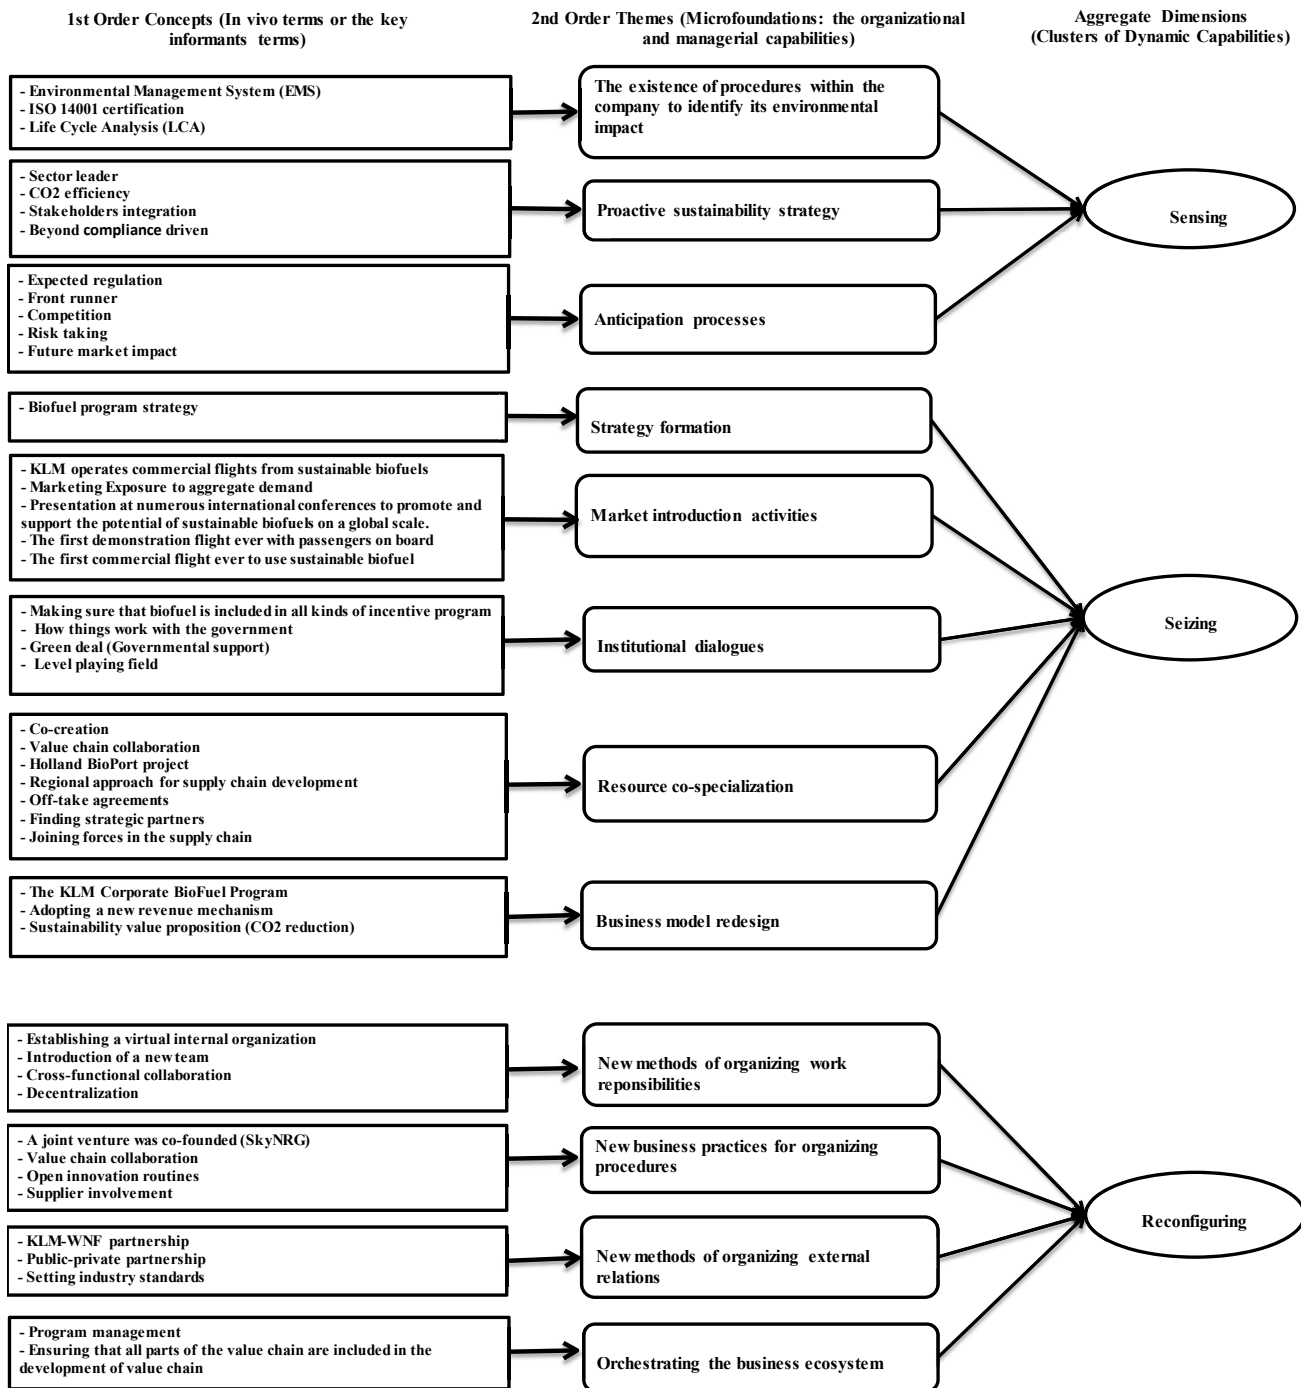 1st Order Concepts (In vivo terms or the key
informants terms)
2nd Order Themes (Microfoundations: the organizational
and managerial capabilities)
Aggregate Dimensions
(Clusters of Dynamic Capabilities)
- Environmental Management System (EMS)
- ISO 14001 certification
- Life Cycle Analysis (LCA)
The existence of procedures within the
company to identify its environmental
impact
- Sector leader
- CO2 efficiency
- Stakeholders integration
- Beyond compliance driven
Proactive sustainability strategy
Sensing
- Expected regulation
- Front runner
- Competition
- Risk taking
- Future market impact
Anticipation processes
- Biofuel program strategy
Strategy formation
- KLM operates commercial flights from sustainable biofuels
- Marketing Exposure to aggregate demand
- Presentation at numerous international conferences to promote and
support the potential of sustainable biofuels on a global scale.
- The first demonstration flight ever with passengers on board
- The first commercial flight ever to use sustainable biofuel
Market introduction activities
- Making sure that biofuel is included in all kinds of incentive program
- How things work with the government
- Green deal (Governmental support)
- Level playing field
Institutional dialogues
Seizing
- Co-creation
- Value chain collaboration
- Holland BioPort project
- Regional approach for supply chain development
- Off-take agreements
- Finding strategic partners
- Joining forces in the supply chain
Resource co-specialization
- The KLM Corporate BioFuel Program
- Adopting a new revenue mechanism
- Sustainability value proposition (CO2 reduction)
Business model redesign
- Establishing a virtual internal organization
- Introduction of a new team
- Cross-functional collaboration
- Decentralization
New methods of organizing work
reponsibilities
- A joint venture was co-founded (SkyNRG)
- Value chain collaboration
- Open innovation routines
- Supplier involvement
New business practices for organizing
procedures
Reconfiguring
- KLM-WNF partnership
- Public-private partnership
- Setting industry standards
New methods of organizing external
relations
- Program management
- Ensuring that all parts of the value chain are included in the
development of value chain
Orchestrating the business ecosystem